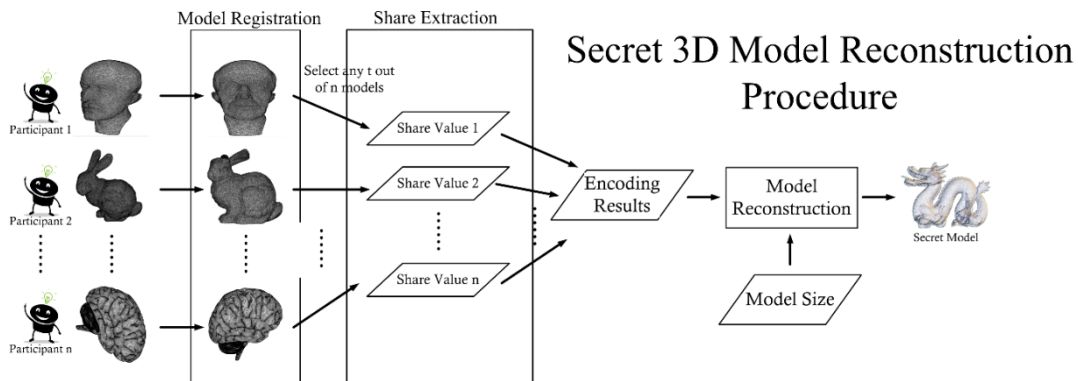 Model Registration
Share Extraction
Secret 3D Model Reconstruction
Procedure
Select any t out
of n models
Participant 1
Share Value 1
Participant 2
Share Value 2
Encoding
Results
Model
Reconstruction
Secret Model
Share Value n
Model Size
Participant n